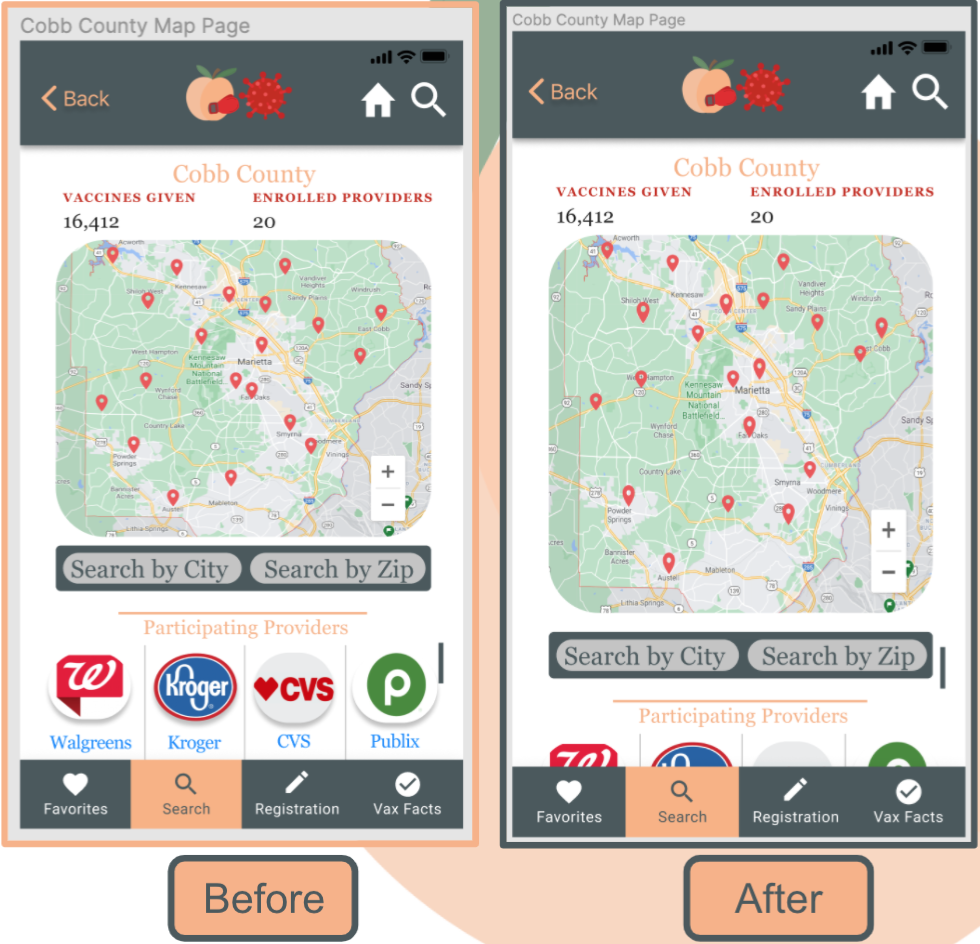 Cobb County Map Page
Back
Cobb County
VACCINES GIVEN ENROLLED PROVIDERS
16,412 20
Acworth
Kennesaw
Vandiver
Heights
Shiloh West
Sandy Plains
Windrush
East Cobb
West Hampton
Kennesaw
Mountain
National
Battlefield...
Marietta
Sandy Sp
Wynford
Chase
Fair Oaks
Country Lake
Smyrna
Vinings
Powder
Springs
Bannister
Acres
Austell
Mableton
Lithia Springs
+
−
Search by City Search by Zip
Participating Providers
Kroger
CVS
P
Walgreens Kroger CVS Publix
Favorites Search Registration Vax Facts
Before
Cobb County Map Page
Back
Cobb County
VACCINES GIVEN ENROLLED PROVIDERS
16,412 20
Acworth
Kennesaw
Vandiver
Heights
Shiloh West
Sandy Plains
Windrush
Kennesaw
Mountain
National
Battlefield...
Marietta
Sandy Sp
Wynford
Chase
Fair Oaks
Country Lake
Smyrna
Woodmere
Vinings
Powder
Springs
Bannister
Acres
Austell
Mableton
Lithia Springs
+
−
Search by City Search by Zip
Participating Providers
Favorites Search Registration Vax Facts
After